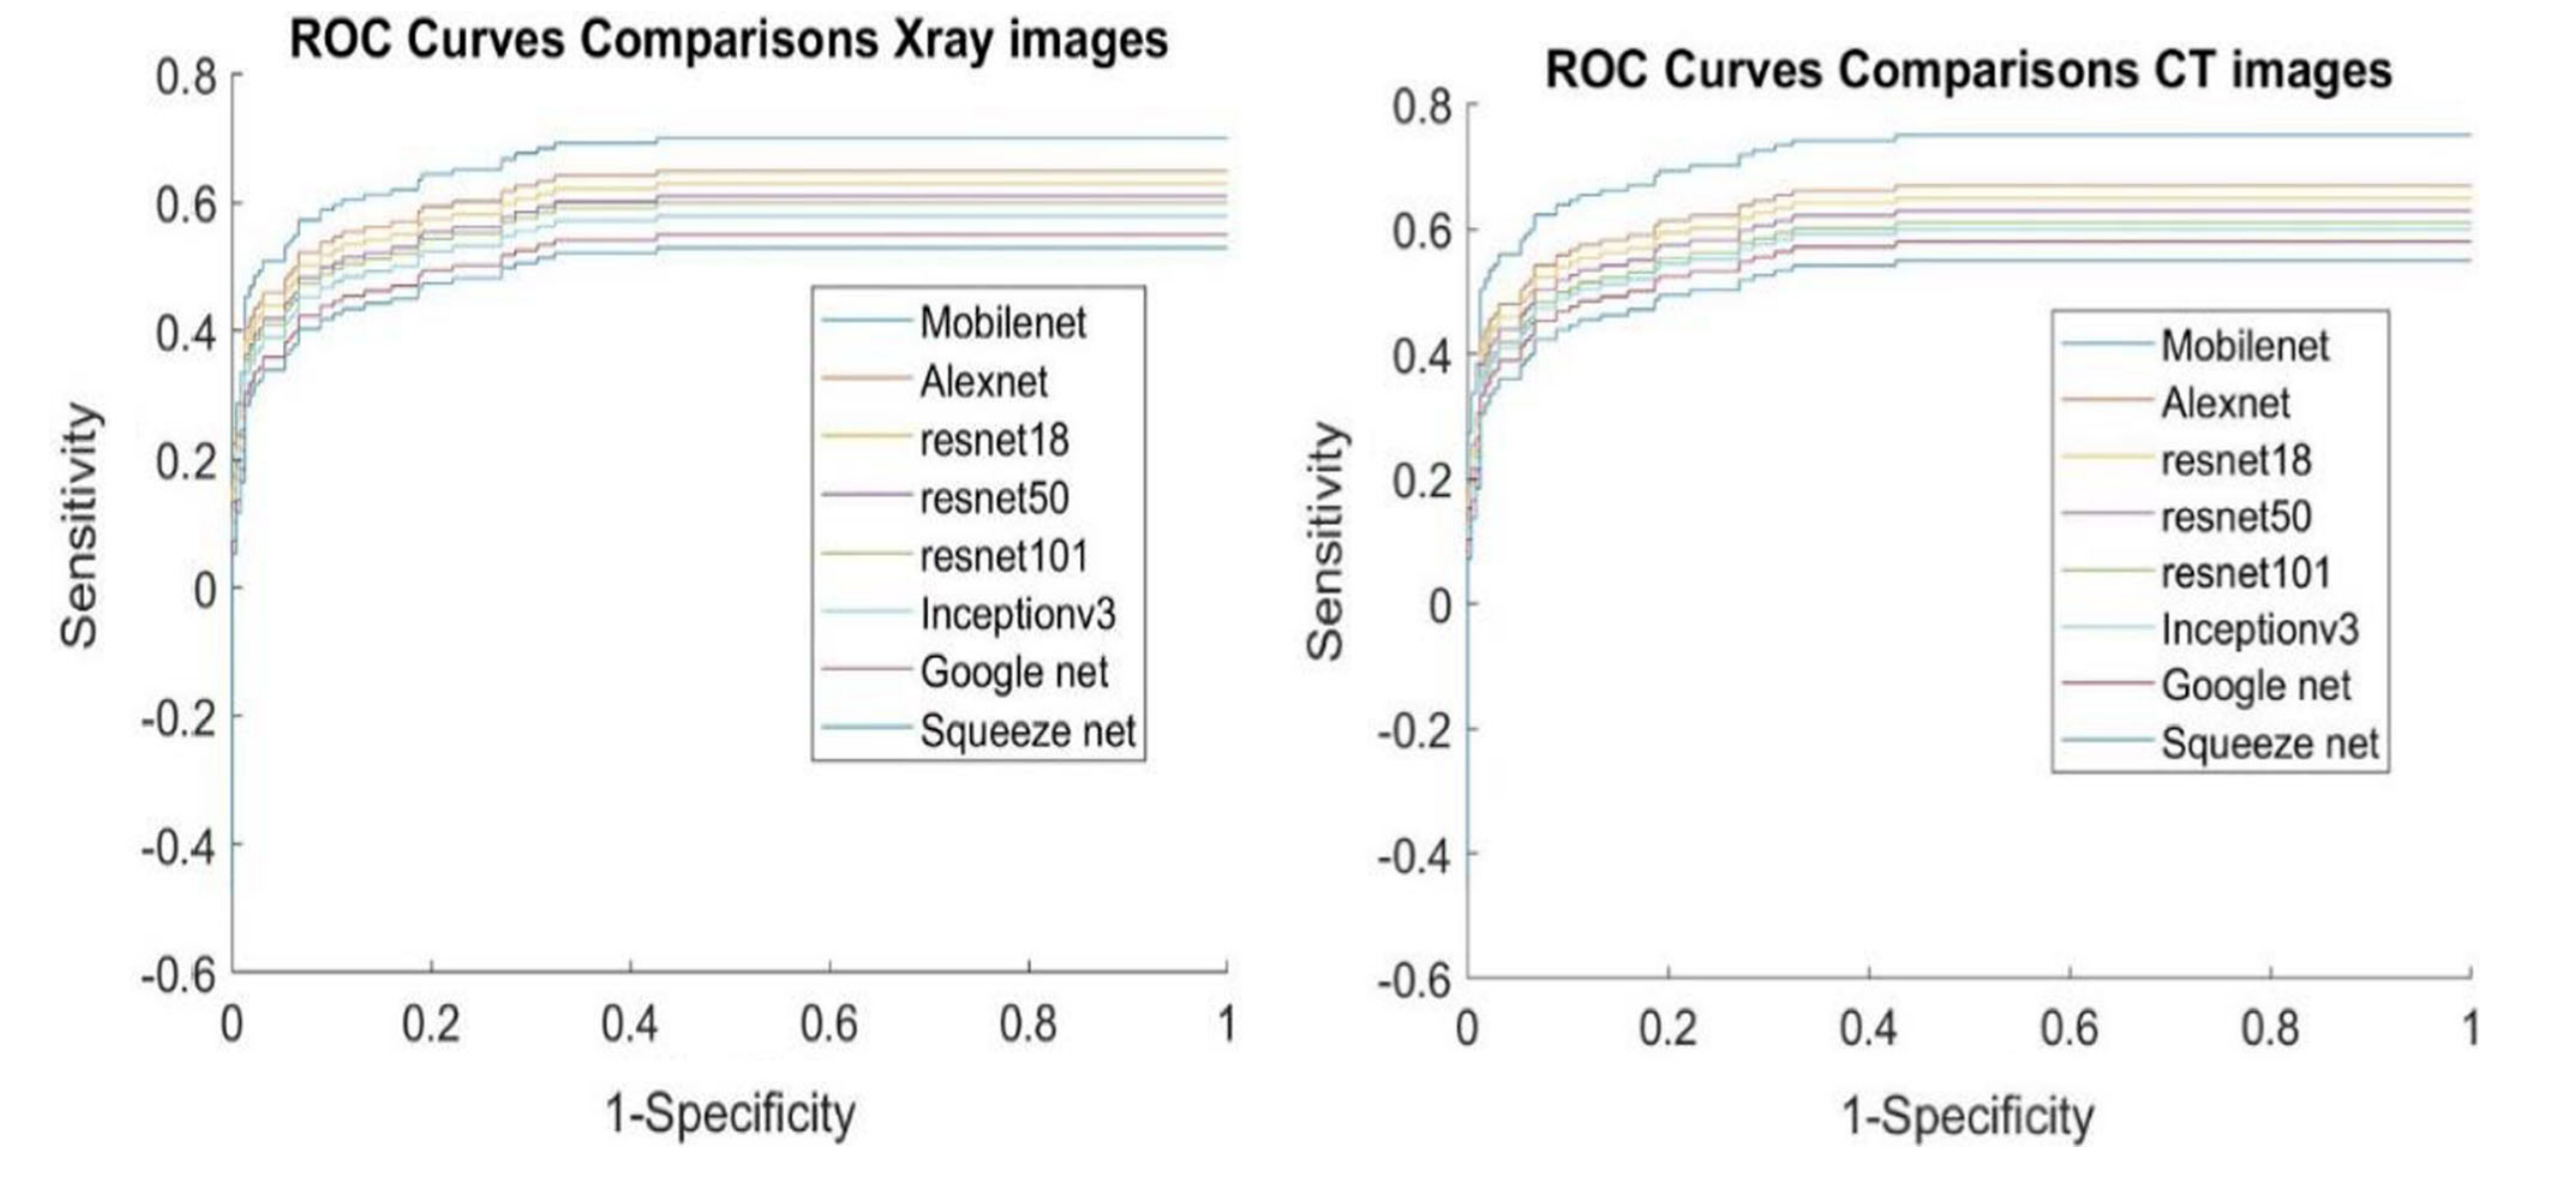 ROC Curves Comparisons Xray images
0.8
0.6
0.4
0.2
0
-0.2
-0.4
-0.6
0 0.2 0.4 0.6 0.8 1
Sensitivity
1-Specificity
Mobilenet
Alexnet
resnet18
resnet50
resnet101
Inceptionv3
Google net
Squeeze net
ROC Curves Comparisons CT images
0.8
0.6
0.4
0.2
0
-0.2
-0.4
-0.6
0 0.2 0.4 0.6 0.8 1
Sensitivity
1-Specificity
Mobilenet
Alexnet
resnet18
resnet50
resnet101
Inceptionv3
Google net
Squeeze net